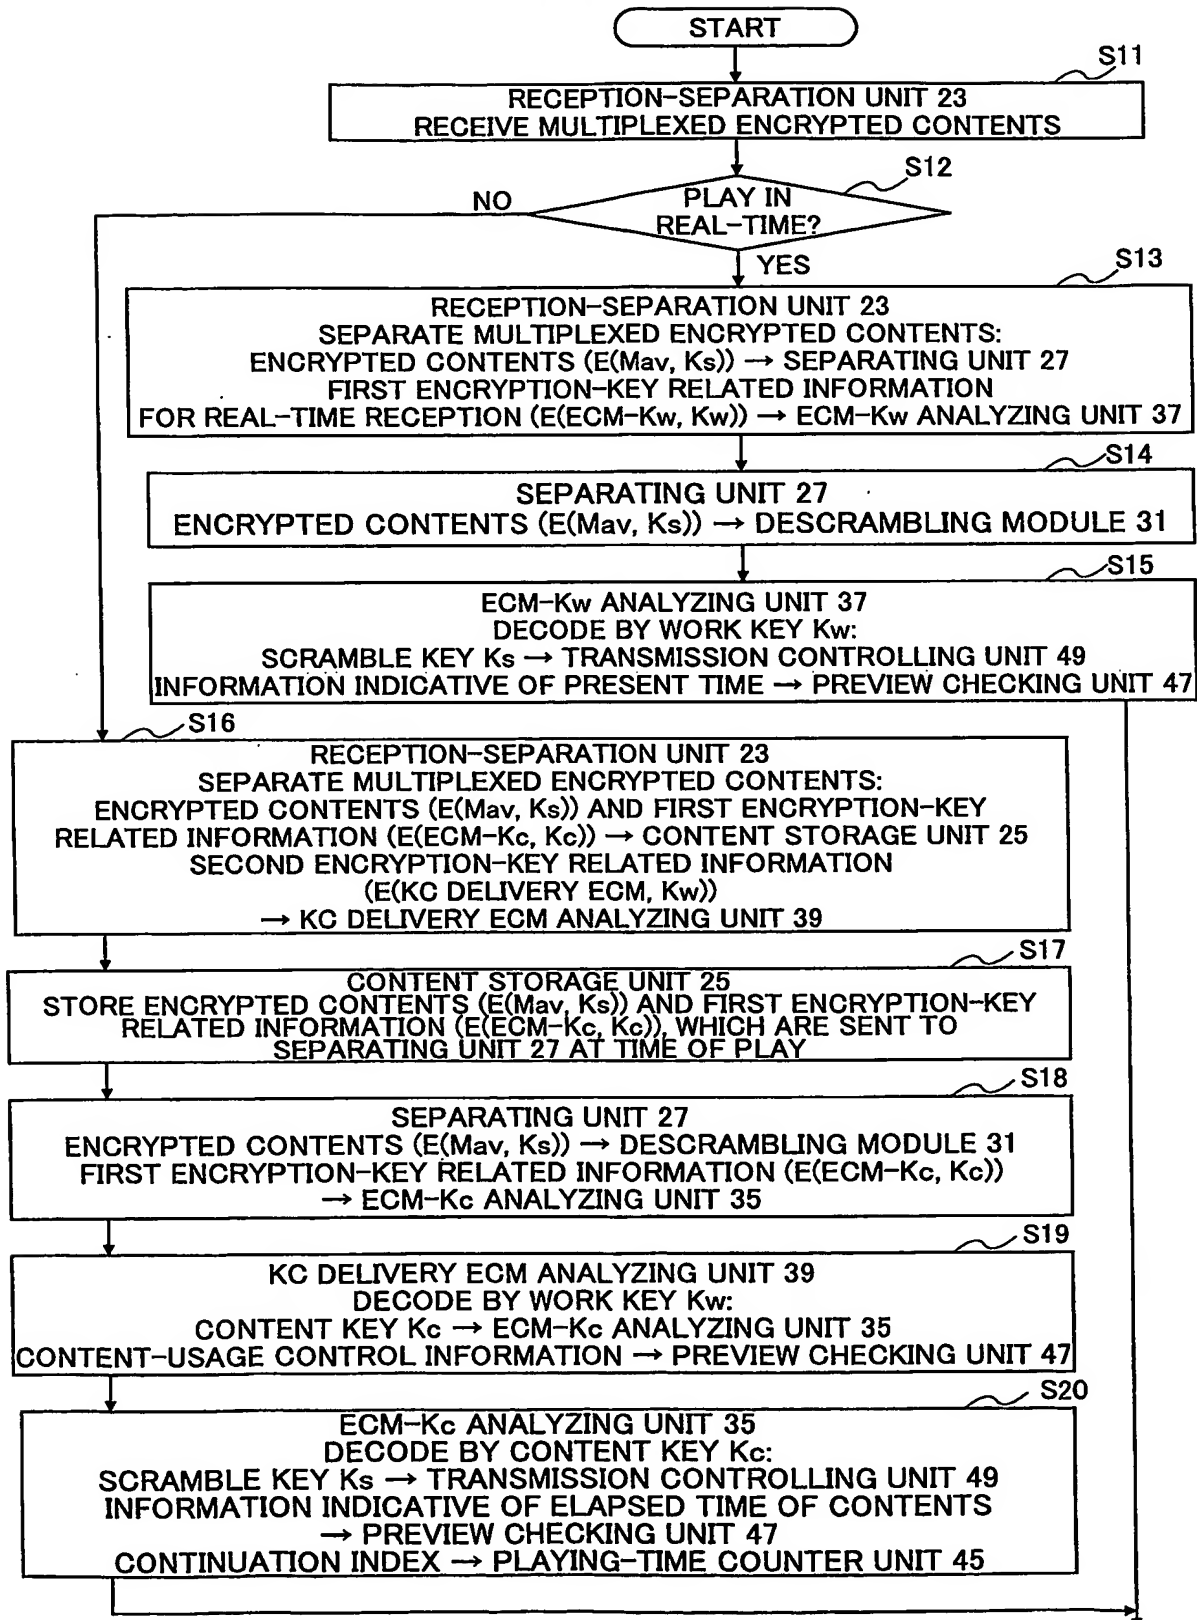 START
S11
RECEPTION-SEPARATION UNIT 23
RECEIVE MULTIPLEXED ENCRYPTED CONTENTS
S12
PLAY IN
REAL-TIME?
NO
YES
S13
RECEPTION-SEPARATION UNIT 23
SEPARATE MULTIPLEXED ENCRYPTED CONTENTS:
ENCRYPTED CONTENTS (E(Mav, Ks)) → SEPARATING UNIT 27
FIRST ENCRYPTION-KEY RELATED INFORMATION
FOR REAL-TIME RECEPTION (E(ECM-Kw, Kw)) → ECM-Kw ANALYZING UNIT 37
S14
SEPARATING UNIT 27
ENCRYPTED CONTENTS (E(Mav, Ks)) → DESCRAMBLING MODULE 31
S15
ECM-Kw ANALYZING UNIT 37
DECODE BY WORK KEY Kw:
SCRAMBLE KEY Ks → TRANSMISSION CONTROLLING UNIT 49
INFORMATION INDICATIVE OF PRESENT TIME → PREVIEW CHECKING UNIT 47
S16
RECEPTION-SEPARATION UNIT 23
SEPARATE MULTIPLEXED ENCRYPTED CONTENTS:
ENCRYPTED CONTENTS (E(Mav, Ks)) AND FIRST ENCRYPTION-KEY
RELATED INFORMATION (E(ECM-Kc, Kc)) → CONTENT STORAGE UNIT 25
SECOND ENCRYPTION-KEY RELATED INFORMATION
(E(KC DELIVERY ECM, Kw))
→ KC DELIVERY ECM ANALYZING UNIT 39
S17
CONTENT STORAGE UNIT 25
STORE ENCRYPTED CONTENTS (E(Mav, Ks)) AND FIRST ENCRYPTION-KEY
RELATED INFORMATION (E(ECM-Kc, Kc)), WHICH ARE SENT TO
SEPARATING UNIT 27 AT TIME OF PLAY
S18
SEPARATING UNIT 27
ENCRYPTED CONTENTS (E(Mav, Ks)) → DESCRAMBLING MODULE 31
FIRST ENCRYPTION-KEY RELATED INFORMATION (E(ECM-Kc, Kc))
→ ECM-Kc ANALYZING UNIT 35
S19
KC DELIVERY ECM ANALYZING UNIT 39
DECODE BY WORK KEY Kw:
CONTENT KEY Kc → ECM-Kc ANALYZING UNIT 35
CONTENT-USAGE CONTROL INFORMATION → PREVIEW CHECKING UNIT 47
S20
ECM-Kc ANALYZING UNIT 35
DECODE BY CONTENT KEY Kc:
SCRAMBLE KEY Ks → TRANSMISSION CONTROLLING UNIT 49
INFORMATION INDICATIVE OF ELAPSED TIME OF CONTENTS
→ PREVIEW CHECKING UNIT 47
CONTINUATION INDEX → PLAYING-TIME COUNTER UNIT 45